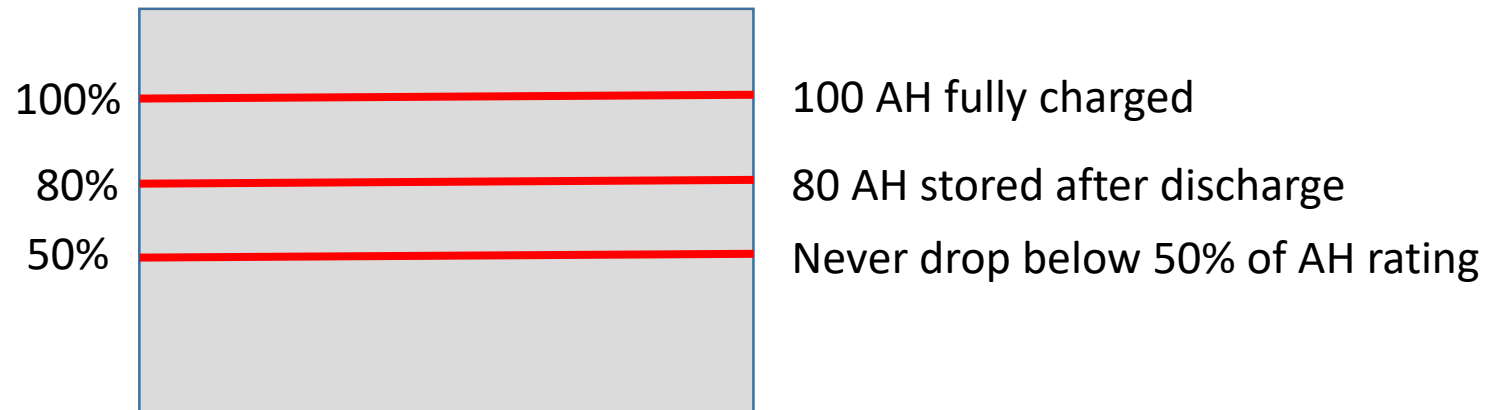 100% 100 AH fully charged
80% 80 AH stored after discharge
50% Never drop below 50% of AH rating